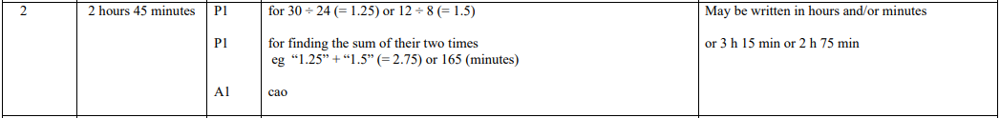 2 2 hours 45 minutes P1 for 30 ÷ 24 (= 1.25) or 12 ÷ 8 (= 1.5) May be written in hours and/or minutes
P1 for finding the sum of their two times or 3 h 15 min or 2 h 75 min
eg “1.25” + “1.5” (= 2.75) or 165 (minutes)
A1 cao